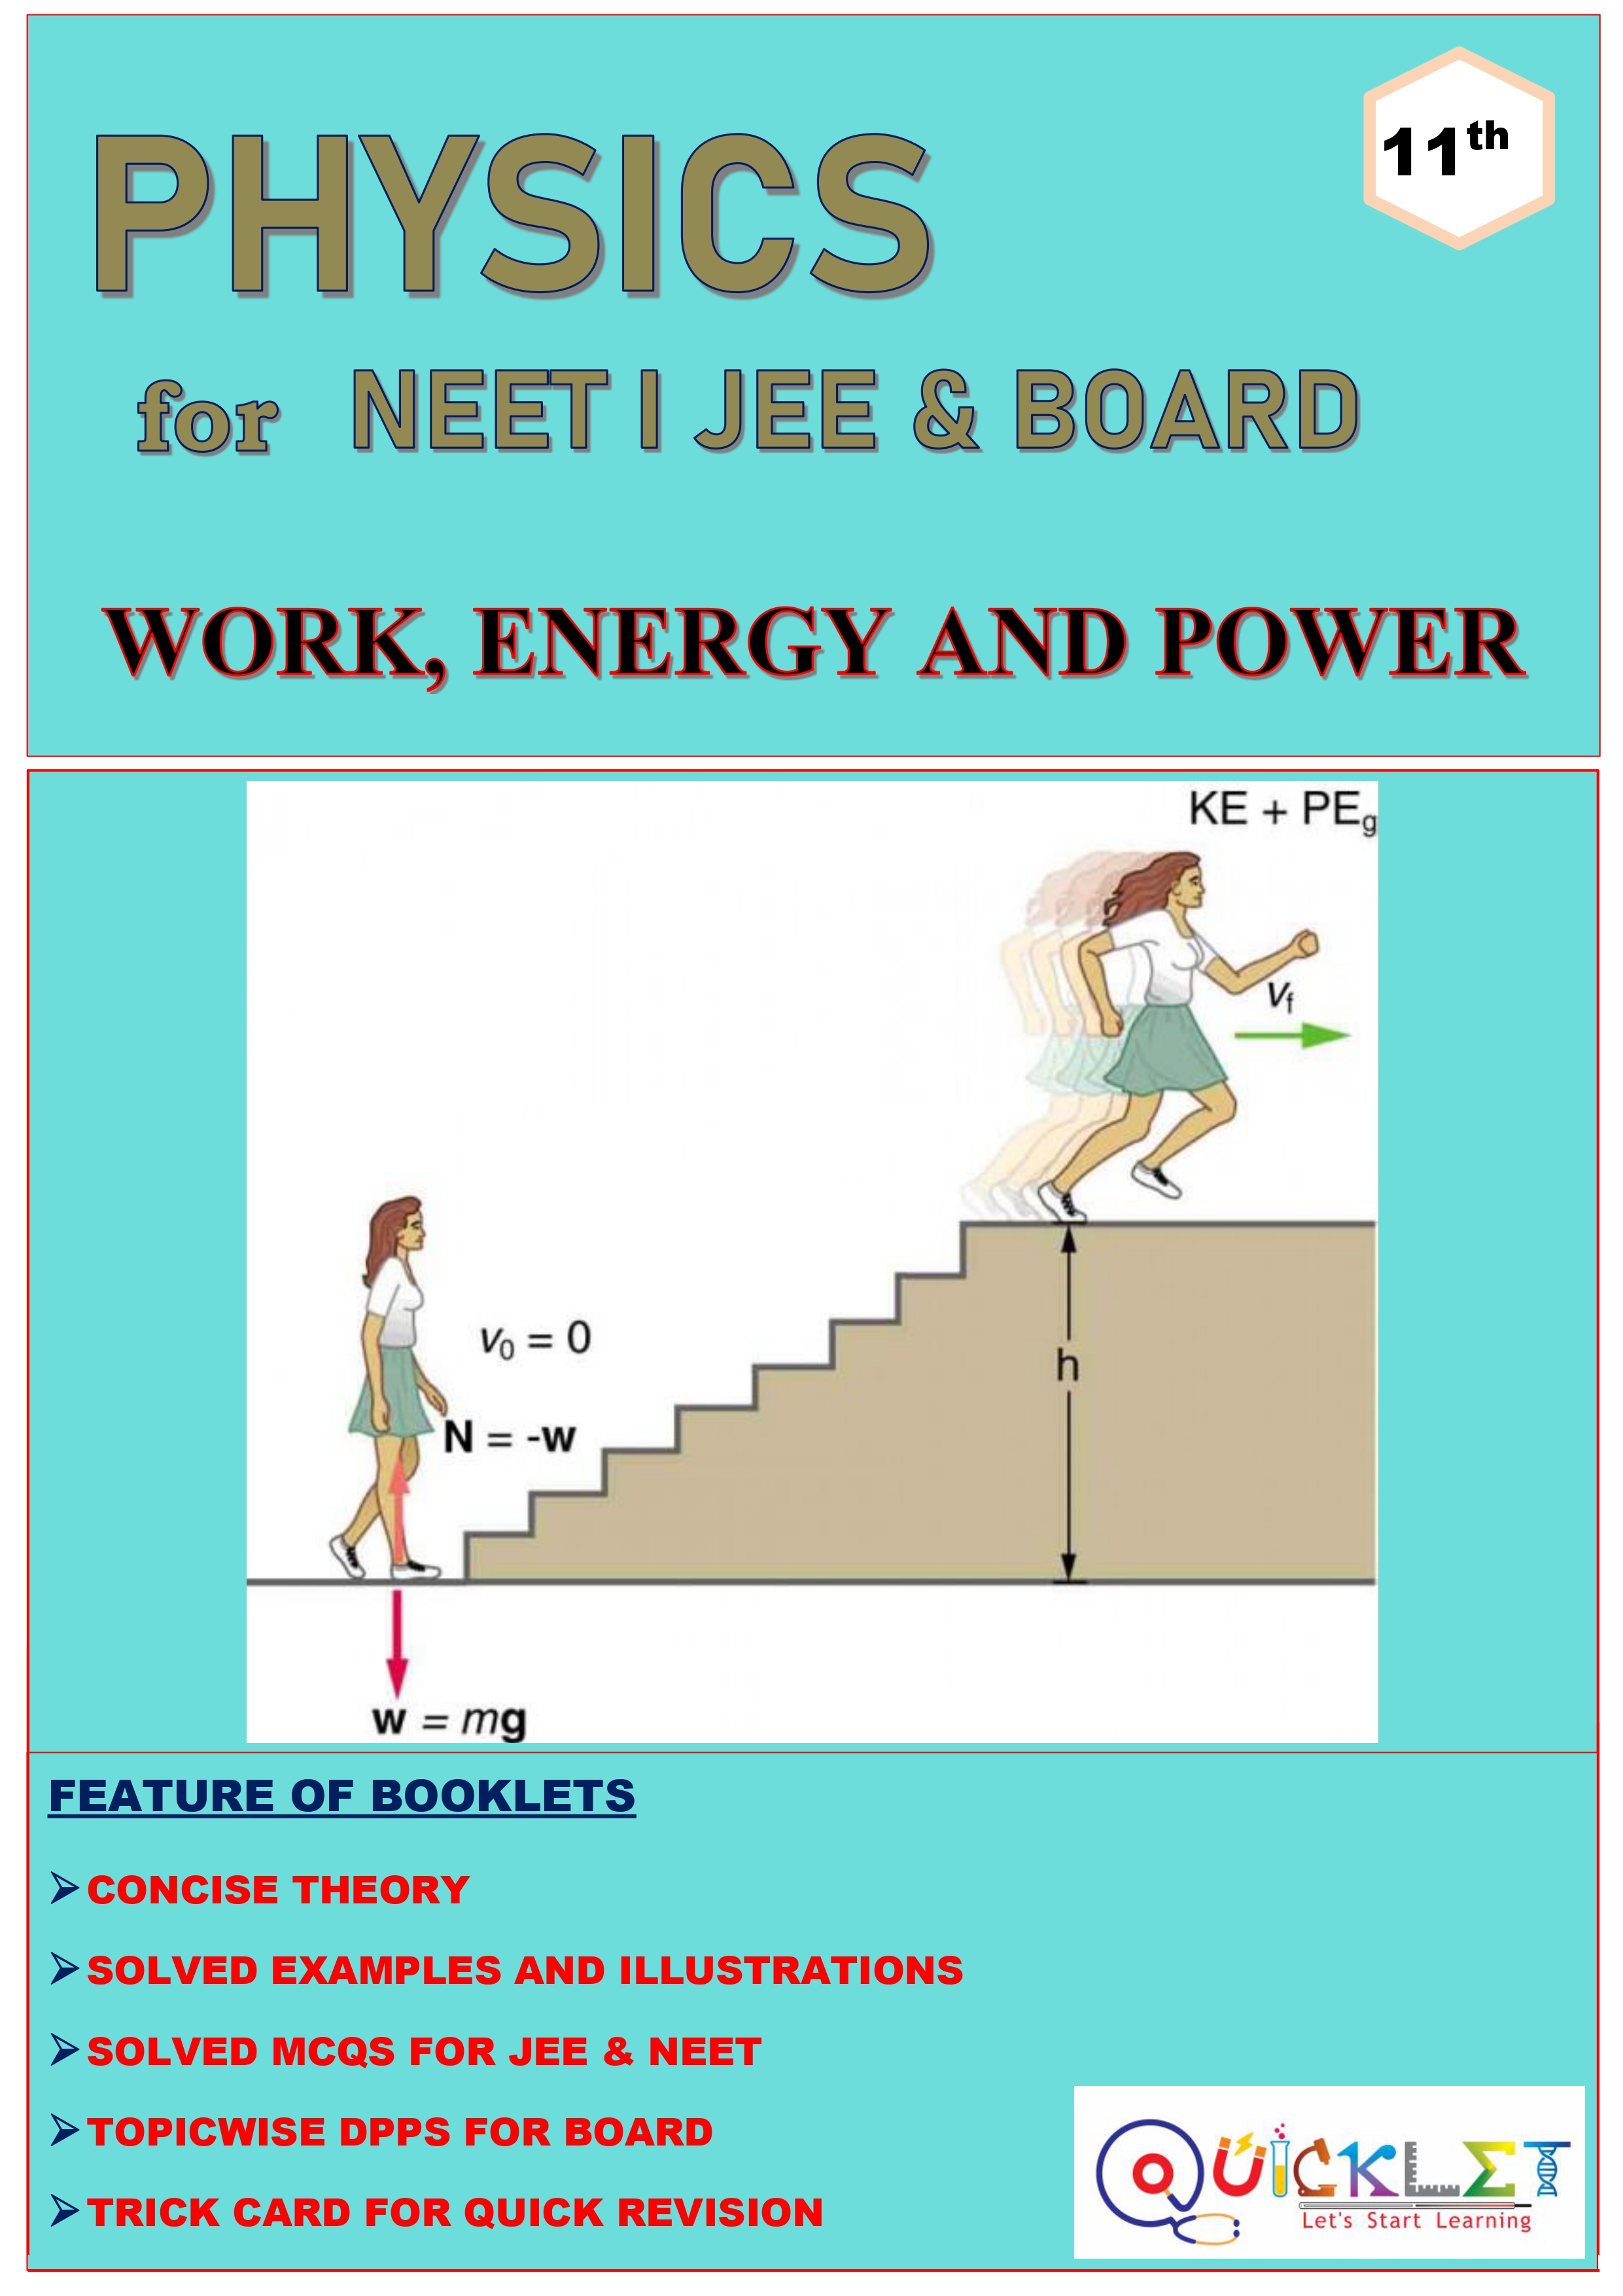 11th
PHYSICS
for NEET I JEE & BOARD
WORK, ENERGY AND POWER
KE + PEg
vf
v0 = 0
h
N = -w
w = mg
FEATURE OF BOOKLETS
CONCISE THEORY
SOLVED EXAMPLES AND ILLUSTRATIONS
SOLVED MCQS FOR JEE & NEET
TOPICWISE DPPS FOR BOARD
TRICK CARD FOR QUICK REVISION
QUICKLΣT
Let's Start Learning